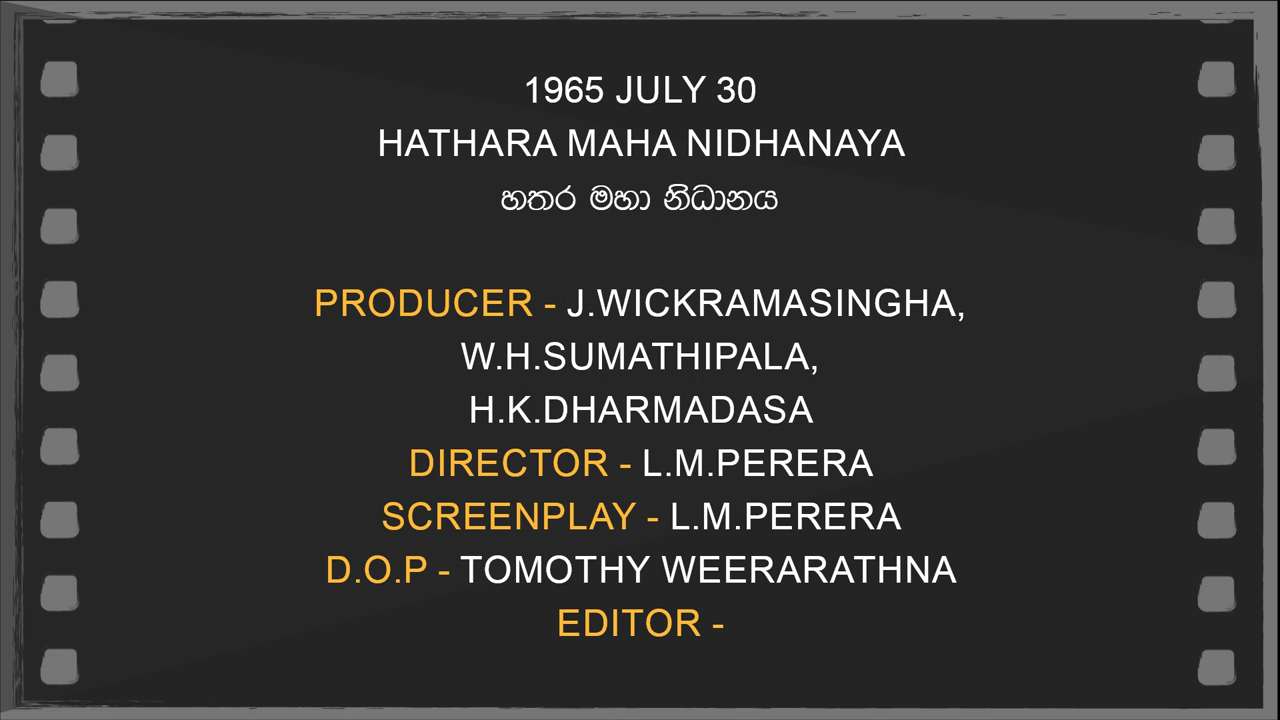 1965 JULY 30
HATHARA MAHA NIDHANAYA
හතර මහා නිධානය
PRODUCER - J.WICKRAMASINGHA,
W.H.SUMATHIPALA,
H.K.DHARMADASA
DIRECTOR - L.M.PERERA
SCREENPLAY - L.M.PERERA
D.O.P - TOMOTHY WEERARATHNA
EDITOR -